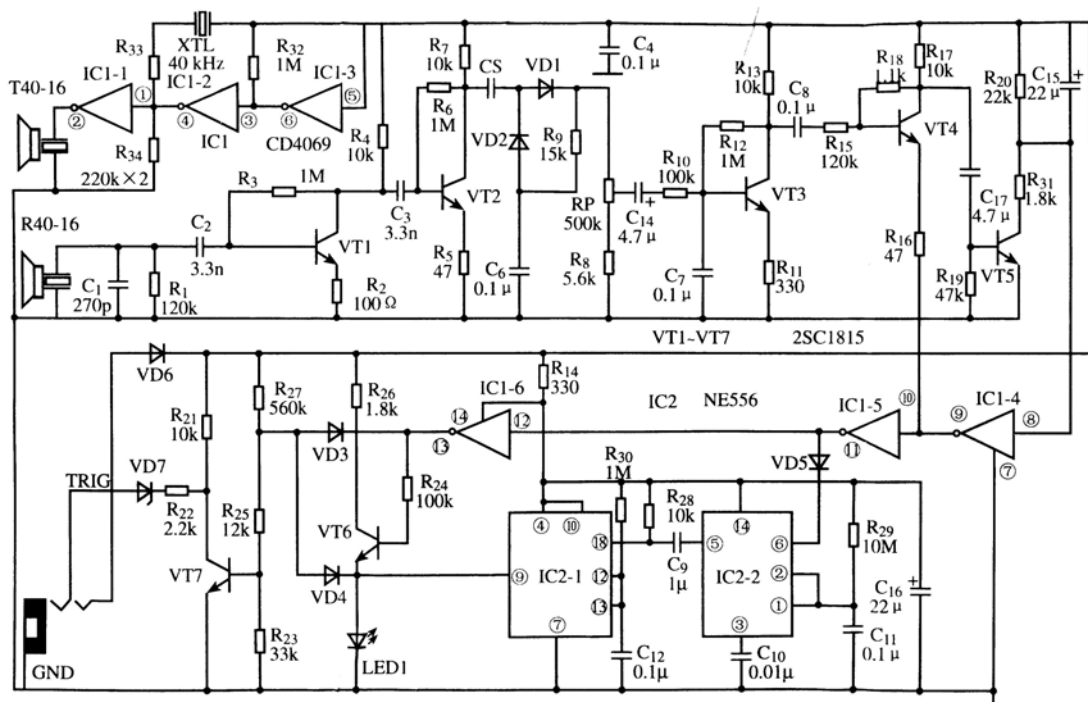 R33
XTL
40 kHz
R32
1M
IC1-1
IC1-2
IC1-3
T40-16
①
②
④
③
⑥
⑤
IC1
CD4069
R34
220k×2
R4
10k
R7
10k
R6
1M
CS
VD1
VD2
R9
15k
C4
0.1μ
R13
10k
C8
0.1μ
R18
1k
R17
10k
R20
22k
C15
22μ
R12
1M
R15
120k
VT4
R3
1M
R40-16
C2
3.3n
VT1
C3
3.3n
VT2
RP
500k
R10
100k
C14
4.7μ
VT3
C17
4.7μ
R31
1.8k
C1
270p
R1
120k
R2
100Ω
R5
47
C6
0.1μ
R8
5.6k
C7
0.1μ
R11
330
R16
47
R19
47k
VT5
VT1~VT7
2SC1815
VD6
R21
10k
R27
560k
R26
1.8k
R14
330
IC1-6
⑭
⑬
⑫
IC2
NE556
IC1-5
⑩
⑪
IC1-4
⑨
⑧
⑦
VD3
VD5
TRIG
VD7
R22
2.2k
R25
12k
R24
100k
VT6
R30
1M
R28
10k
R29
10M
④
⑩
⑱
⑨
IC2-1
⑫
⑬
⑦
C9
1μ
⑭
⑤
⑥
IC2-2
②
①
③
C16
22μ
VT7
VD4
R23
33k
LED1
C12
0.1μ
C10
0.01μ
C11
0.1μ
GND